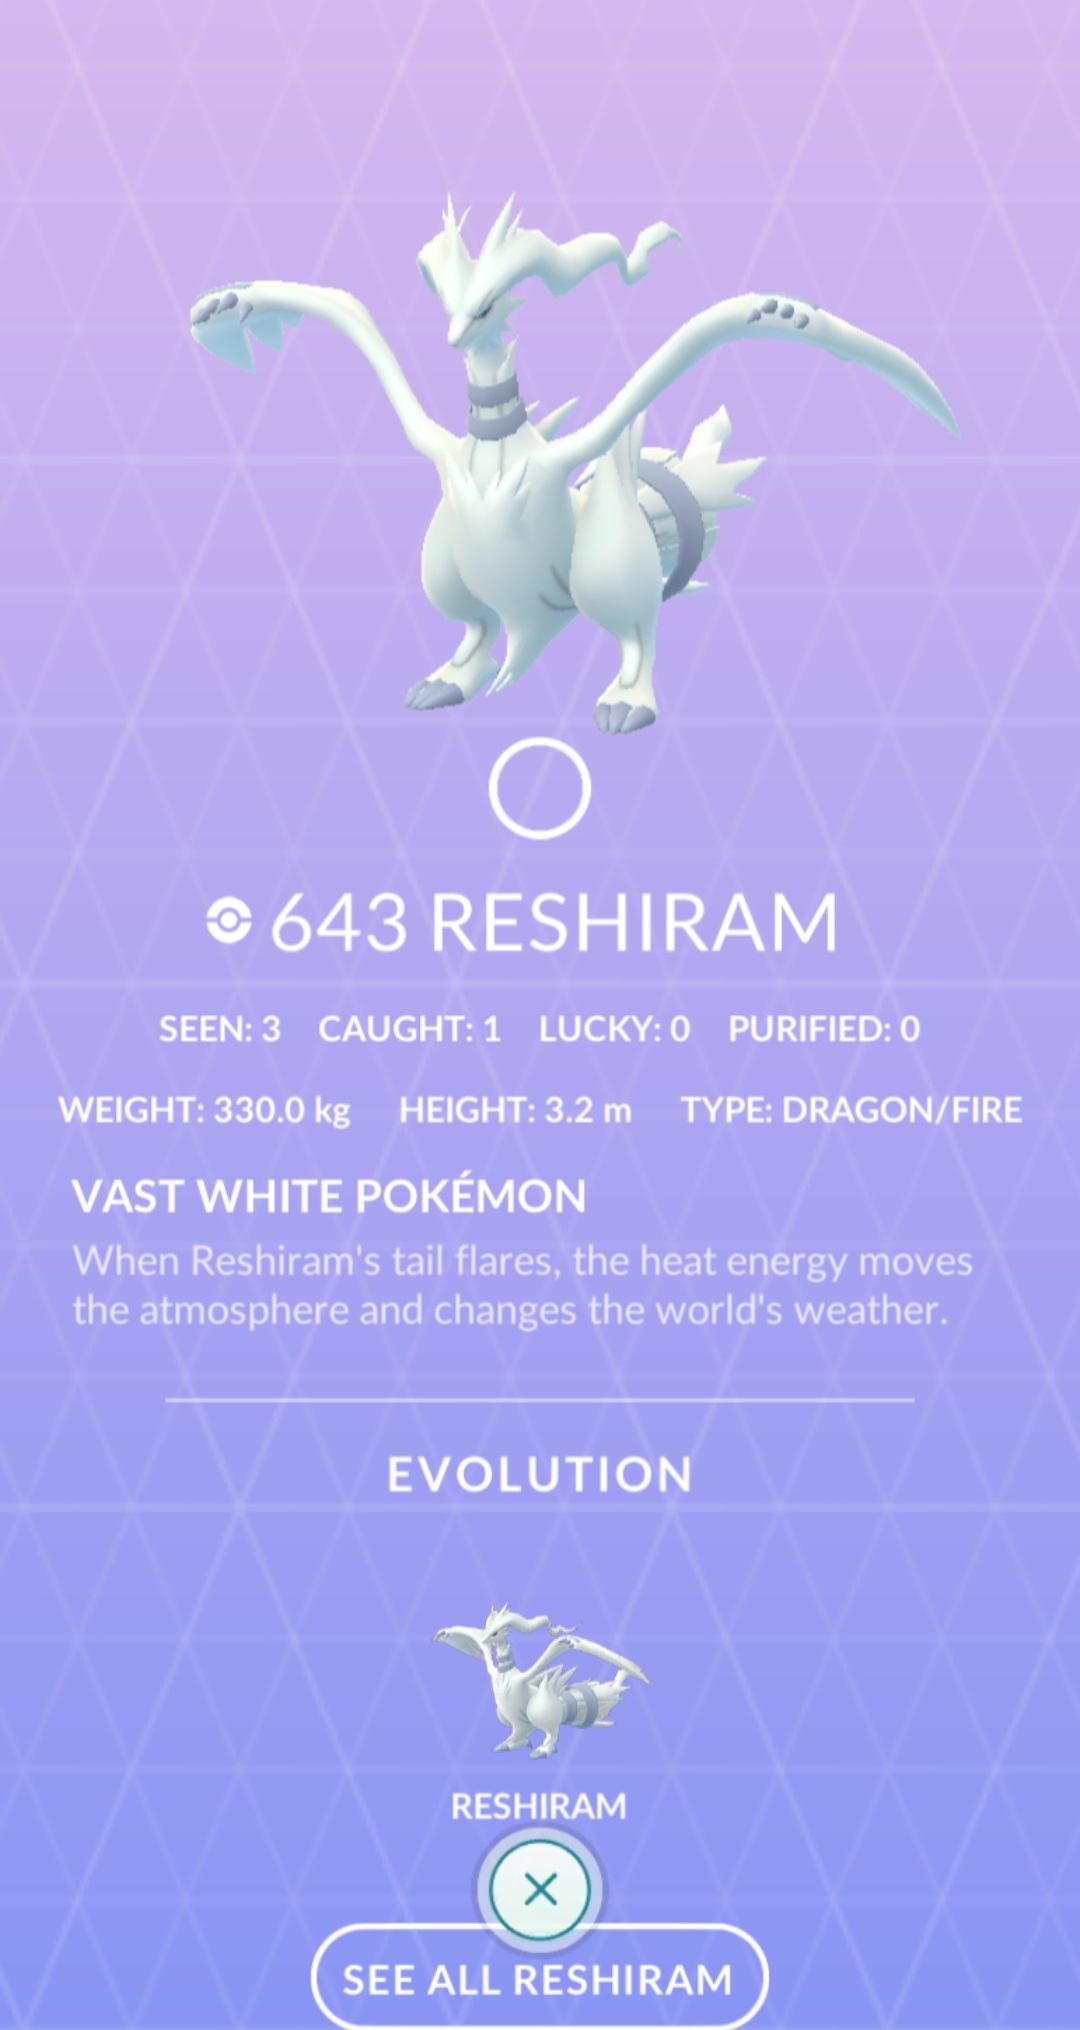 643 RESHIRAM
SEEN: 3 CAUGHT: 1 LUCKY: 0 PURIFIED: 0
WEIGHT: 330.0 kg HEIGHT: 3.2 m TYPE: DRAGON/FIRE
VAST WHITE POKÉMON
When Reshiram's tail flares, the heat energy moves
the atmosphere and changes the world's weather.
EVOLUTION
RESHIRAM
SEE ALL RESHIRAM